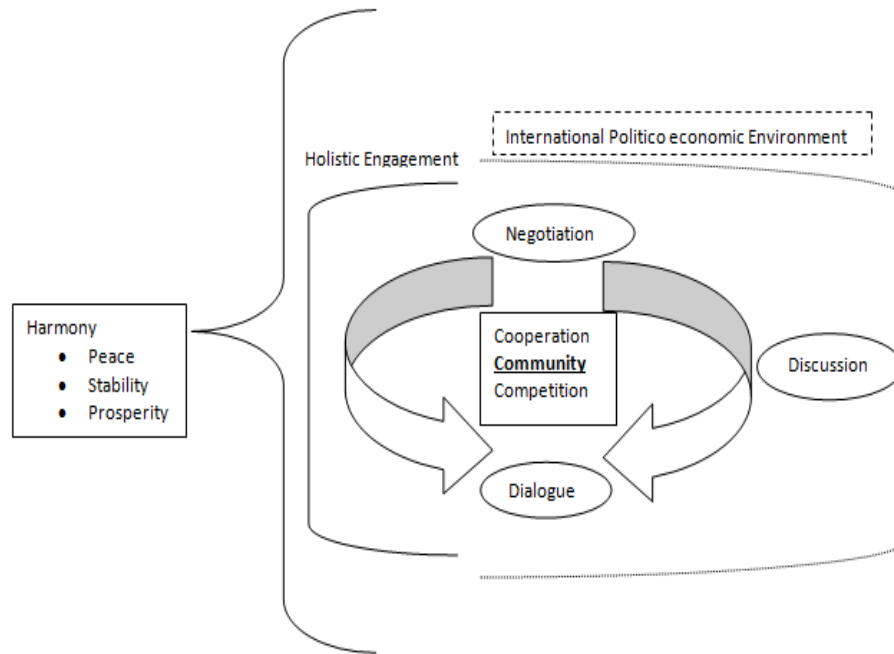 International Politico economic Environment
Holistic Engagement
Negotiation
Harmony
• Peace
• Stability
• Prosperity
Cooperation
Community
Competition
Discussion
Dialogue